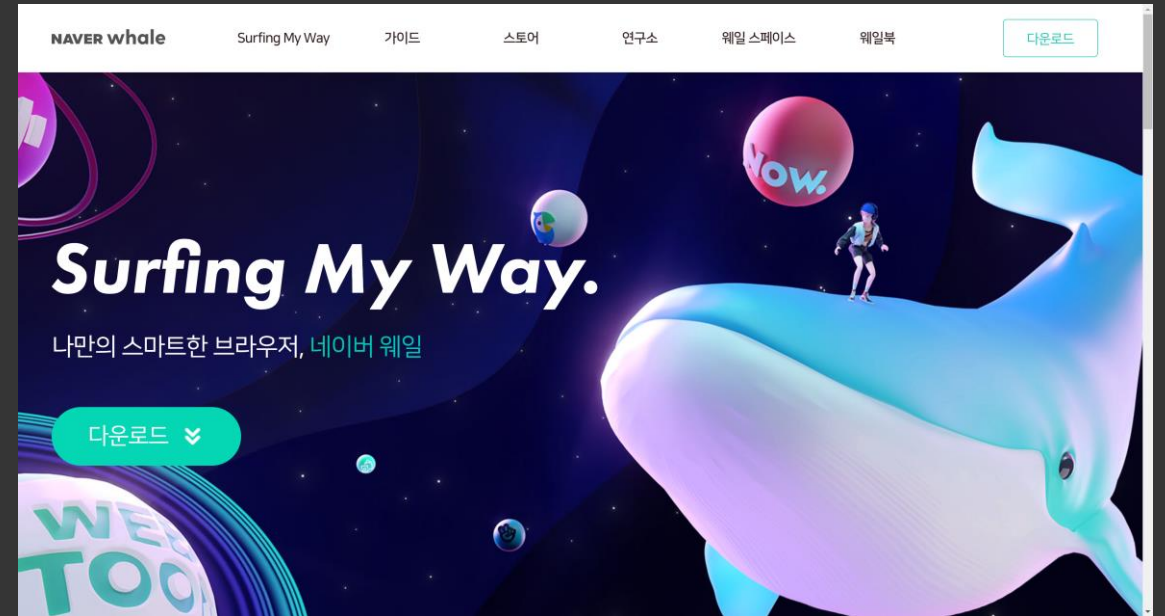 NAVER whale
Surfing My Way 가이드 스토어 연구소 웨일 스페이스 웨일북 다운로드
NOW.
Surfing My Way.
나만의 스마트한 브라우저, 네이버 웨일
다운로드